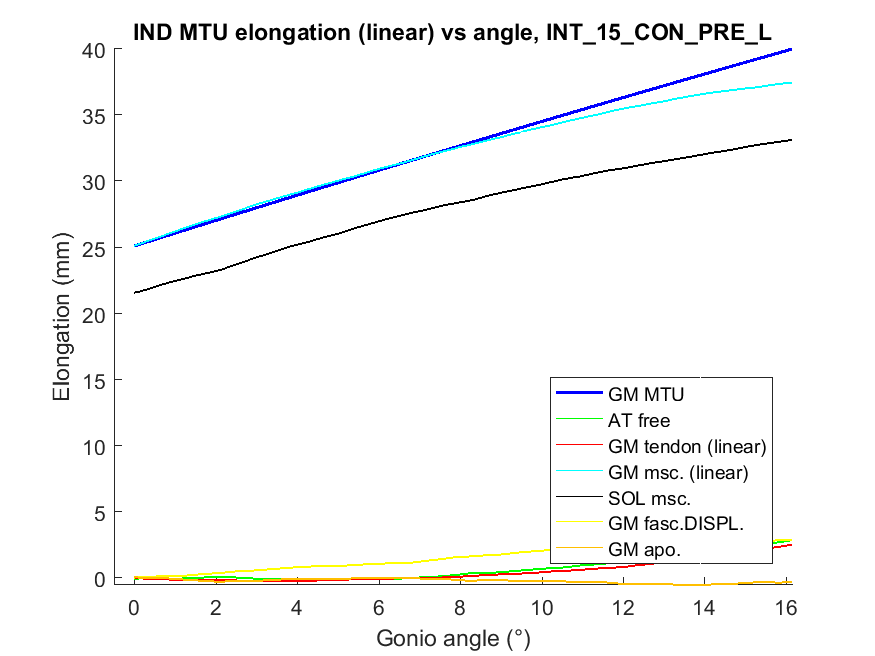 IND MTU elongation (linear) vs angle, INT_15_CON_PRE_L
40
35
30
25
20
15
10
5
0
Elongation (mm)
GM MTU
AT free
GM tendon (linear)
GM msc. (linear)
SOL msc.
GM fasc.DISPL.
GM apo.
0 2 4 6 8 10 12 14 16
Gonio angle (°)